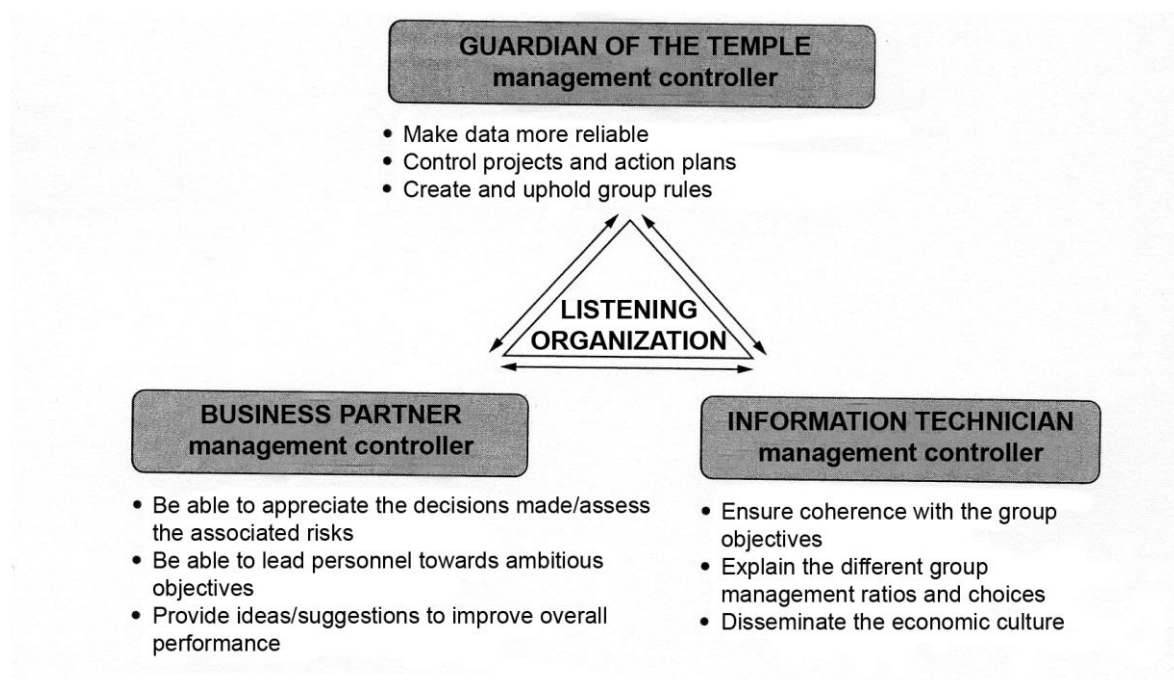 GUARDIAN OF THE TEMPLE
management controller
• Make data more reliable
• Control projects and action plans
• Create and uphold group rules
LISTENING
ORGANIZATION
BUSINESS PARTNER
management controller
• Be able to appreciate the decisions made/assess
the associated risks
• Be able to lead personnel towards ambitious
objectives
• Provide ideas/suggestions to improve overall
performance
INFORMATION TECHNICIAN
management controller
• Ensure coherence with the group
objectives
• Explain the different group
management ratios and choices
• Disseminate the economic culture